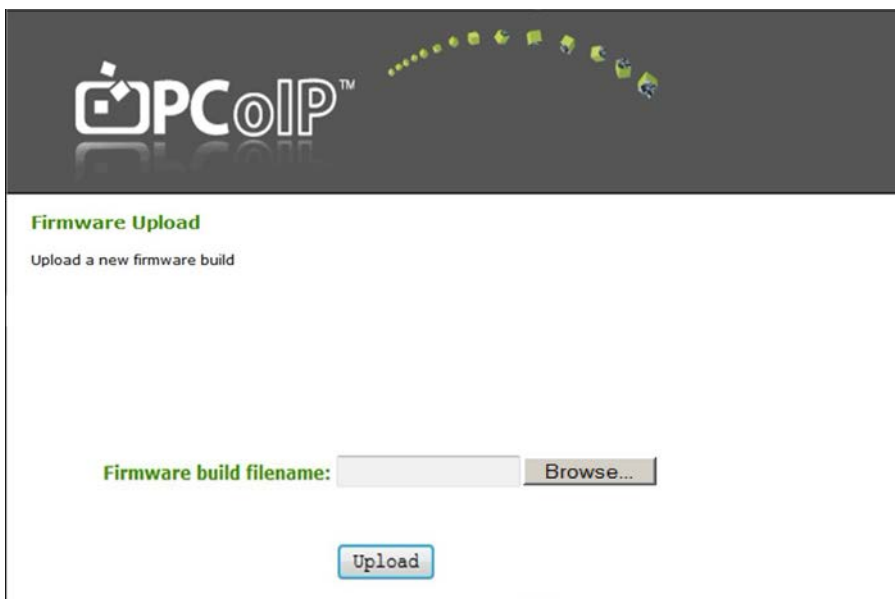 PCoIP™
Firmware Upload
Upload a new firmware build
Firmware build filename:
Browse...
Upload